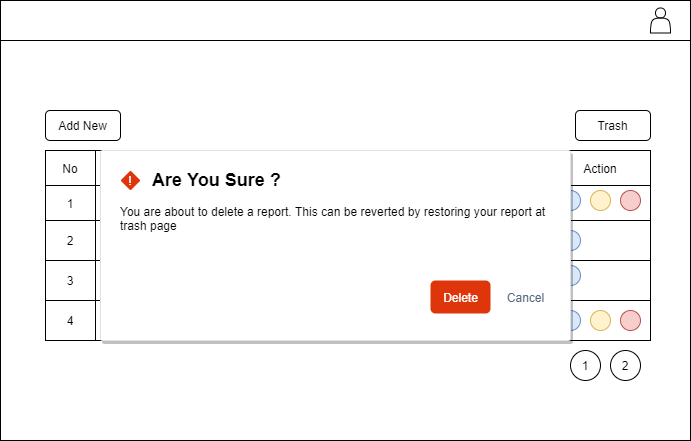 Add New
Trash
No
Action
1
2
3
4
Are You Sure ?
You are about to delete a report. This can be reverted by restoring your report at
trash page
Delete
Cancel
1
2